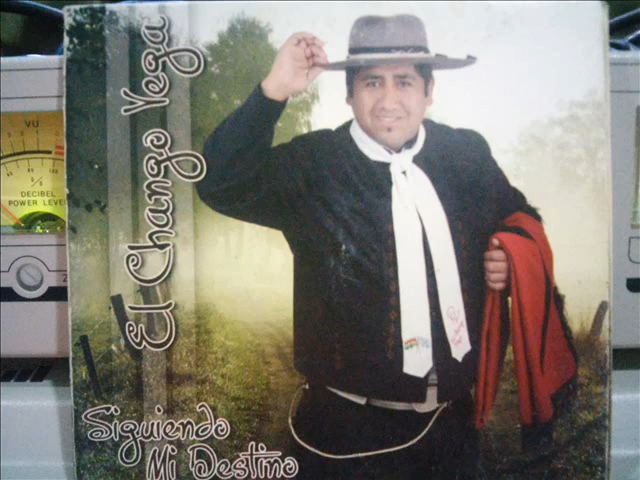 El Chango Vega
Siguiendo
Mi Destino
VU
DECIBEL
POWER LEVEL